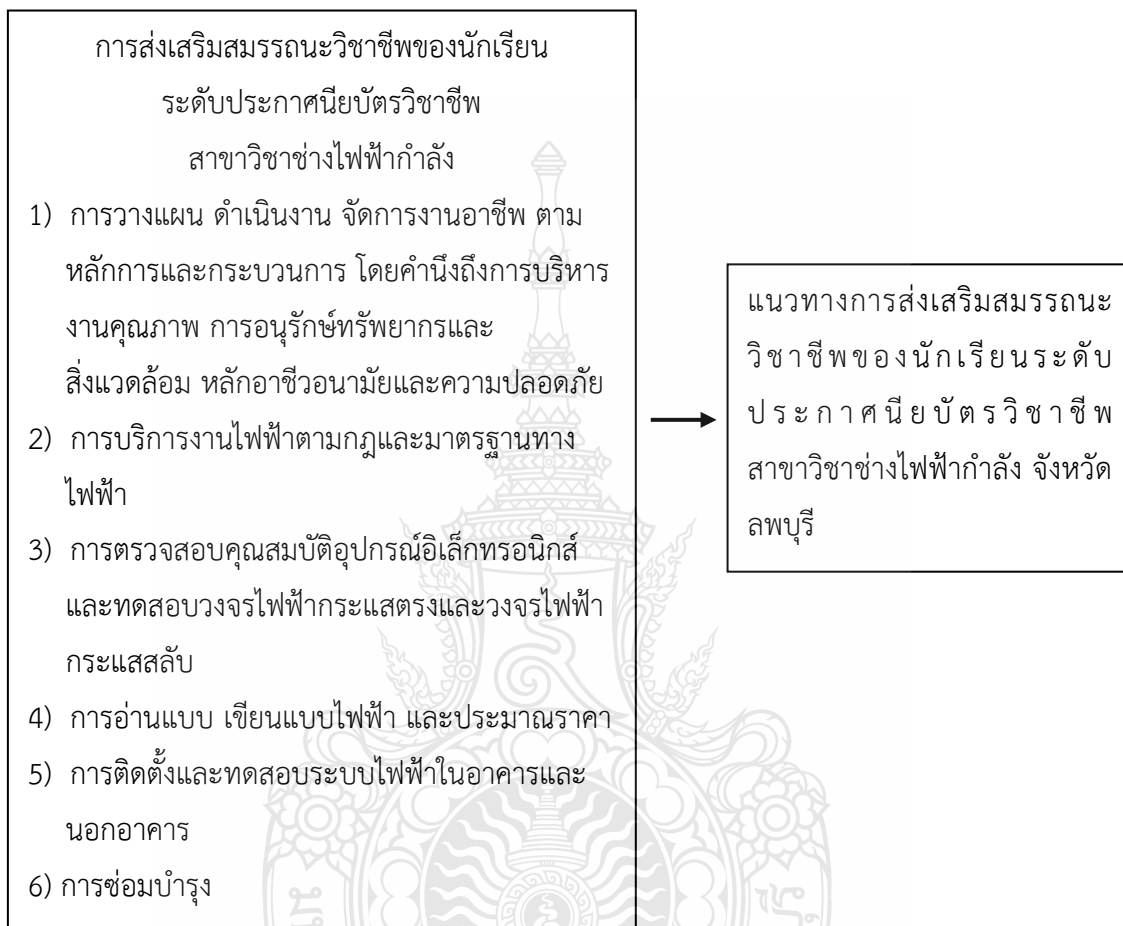 การส่งเสริมสมรรถนะวิชาชีพของนักเรียน
ระดับประกาศนียบัตรวิชาชีพ
สาขาวิชาช่างไฟฟ้ากำลัง
1) การวางแผน ดำเนินงาน จัดการงานอาชีพ ตาม
หลักการและกระบวนการ โดยคำนึงถึงการบริหาร
งานคุณภาพ การอนุรักษ์ทรัพยากรและ
สิ่งแวดล้อม หลักอาชีวอนามัยและความปลอดภัย
2) การบริการงานไฟฟ้าตามกฎและมาตรฐานทาง
ไฟฟ้า
3) การตรวจสอบคุณสมบัติอุปกรณ์อิเล็กทรอนิกส์
และทดสอบวงจรไฟฟ้ากระแสตรงและวงจรไฟฟ้า
กระแสสลับ
4) การอ่านแบบ เขียนแบบไฟฟ้า และประมาณราคา
5) การติดตั้งและทดสอบระบบไฟฟ้าในอาคารและ
นอกอาคาร
6) การซ่อมบำรุง
แนวทางการส่งเสริมสมรรถนะ
วิชาชีพของนักเรียนระดับ
ประกาศนียบัตรวิชาชีพ
สาขาวิชาช่างไฟฟ้ากำลัง จังหวัด
ลพบุรี